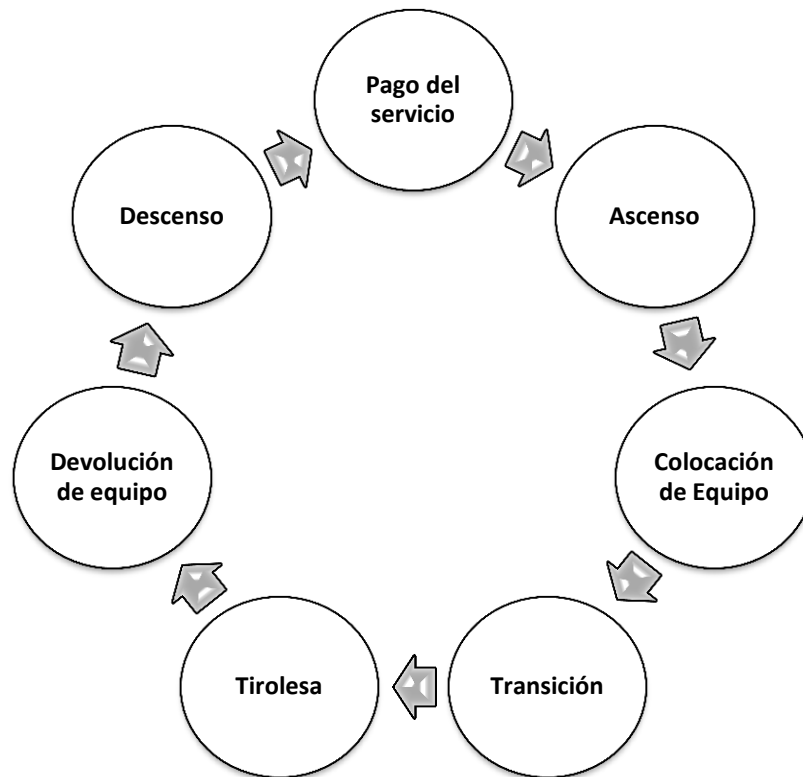 Pago del
servicio
Ascenso
Colocación
de Equipo
Transición
Tirolesa
Devolución
de equipo
Descenso